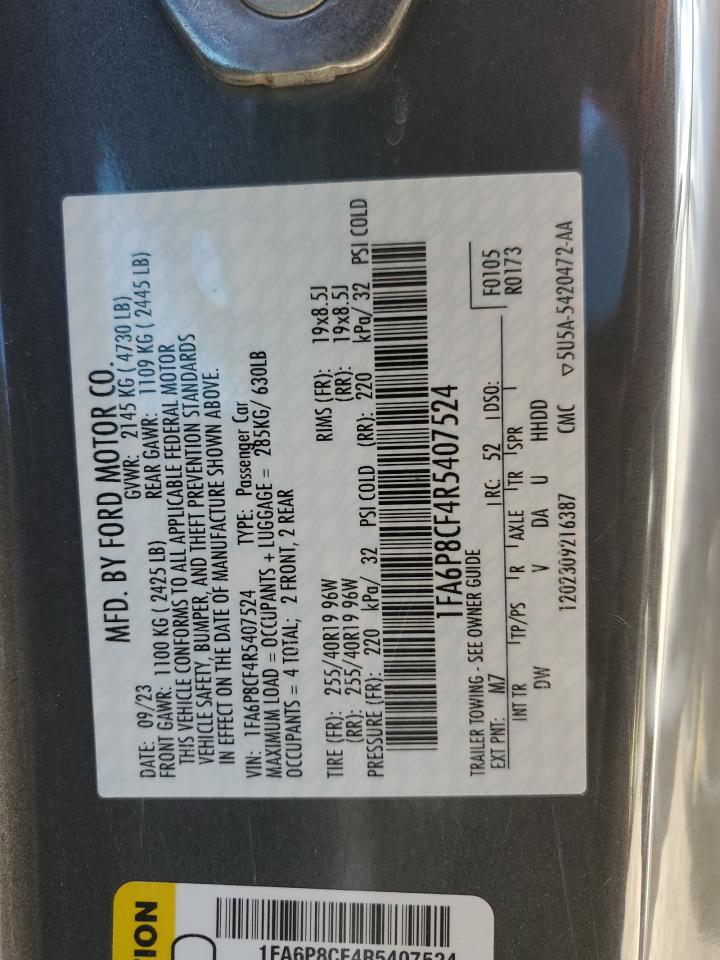 MFD. BY FORD MOTOR CO.
DATE: 09/23 GVWR: 2145 KG ( 4730 LB)
FRONT GAWR: 1100 KG ( 2425 LB) REAR GAWR: 1109 KG ( 2445 LB)
THIS VEHICLE CONFORMS TO ALL APPLICABLE FEDERAL MOTOR
VEHICLE SAFETY, BUMPER, AND THEFT PREVENTION STANDARDS
IN EFFECT ON THE DATE OF MANUFACTURE SHOWN ABOVE.
VIN: 1FA6P8CF4R5407524 TYPE: Passenger Car
MAXIMUM LOAD = OCCUPANTS + LUGGAGE = 285KG/ 630LB
OCCUPANTS = 4 TOTAL; 2 FRONT, 2 REAR
TIRE (FR): 255/40R19 96W RIMS (FR): 19x8.5J
(RR): 255/40R19 96W (RR): 19x8.5J
PRESSURE (FR): 220 kPa/ 32 PSI COLD (RR): 220 kPa/ 32 PSI COLD
1FA6P8CF4R5407524
TRAILER TOWING - SEE OWNER GUIDE
EXT PNT: M7 RC: 52 DSO: F0105
R0173
INT TR TP/PS R AXLE TR SPR
DW V DA U HHDD
1202309216387 CMC ▽5U5A-5420472-AA
TION
1FA6P8CF4R5407524